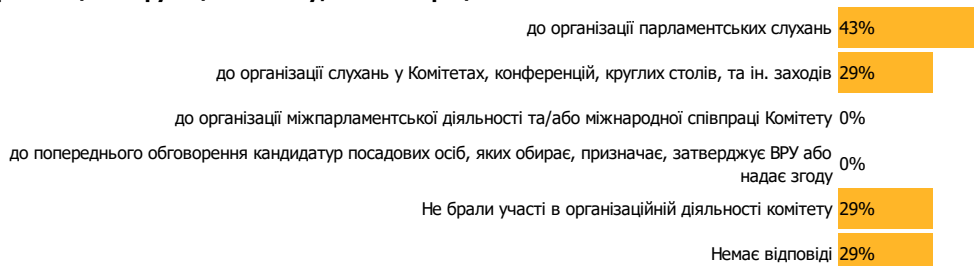 до організації парламентських слухань 43%
до організації слухань у Комітетах, конференцій, круглих столів, та ін. заходів 29%
до організації міжпарламентської діяльності та/або міжнародної співпраці Комітету 0%
до попереднього обговорення кандидатур посадових осіб, яких обирає, призначає, затверджує ВРУ або
надає згоду 0%
Не брали участі в організаційній діяльності комітету 29%
Немає відповіді 29%